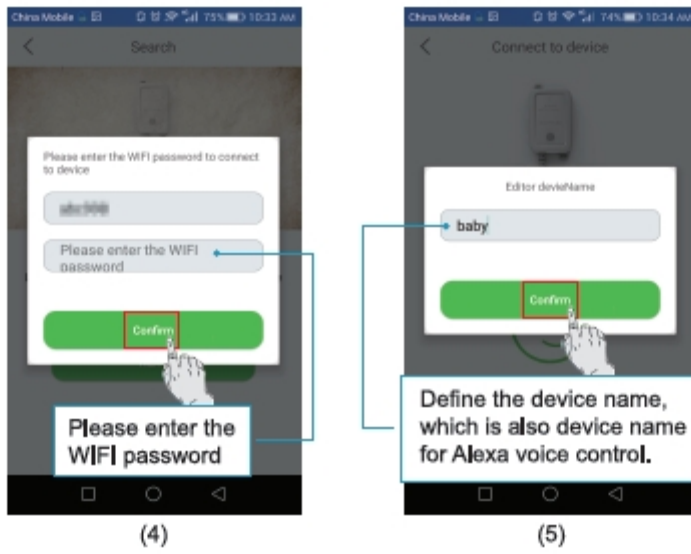 China Mobile 75% 10:33 AM
Search
Please enter the WIFI password to connect
to device
Please enter the WIFI
password
Confirm
Please enter the
WIFI password
(4)
China Mobile 74% 10:34 AM
Connect to device
Editor devieName
baby
Confirm
Define the device name,
which is also device name
for Alexa voice control.
(5)